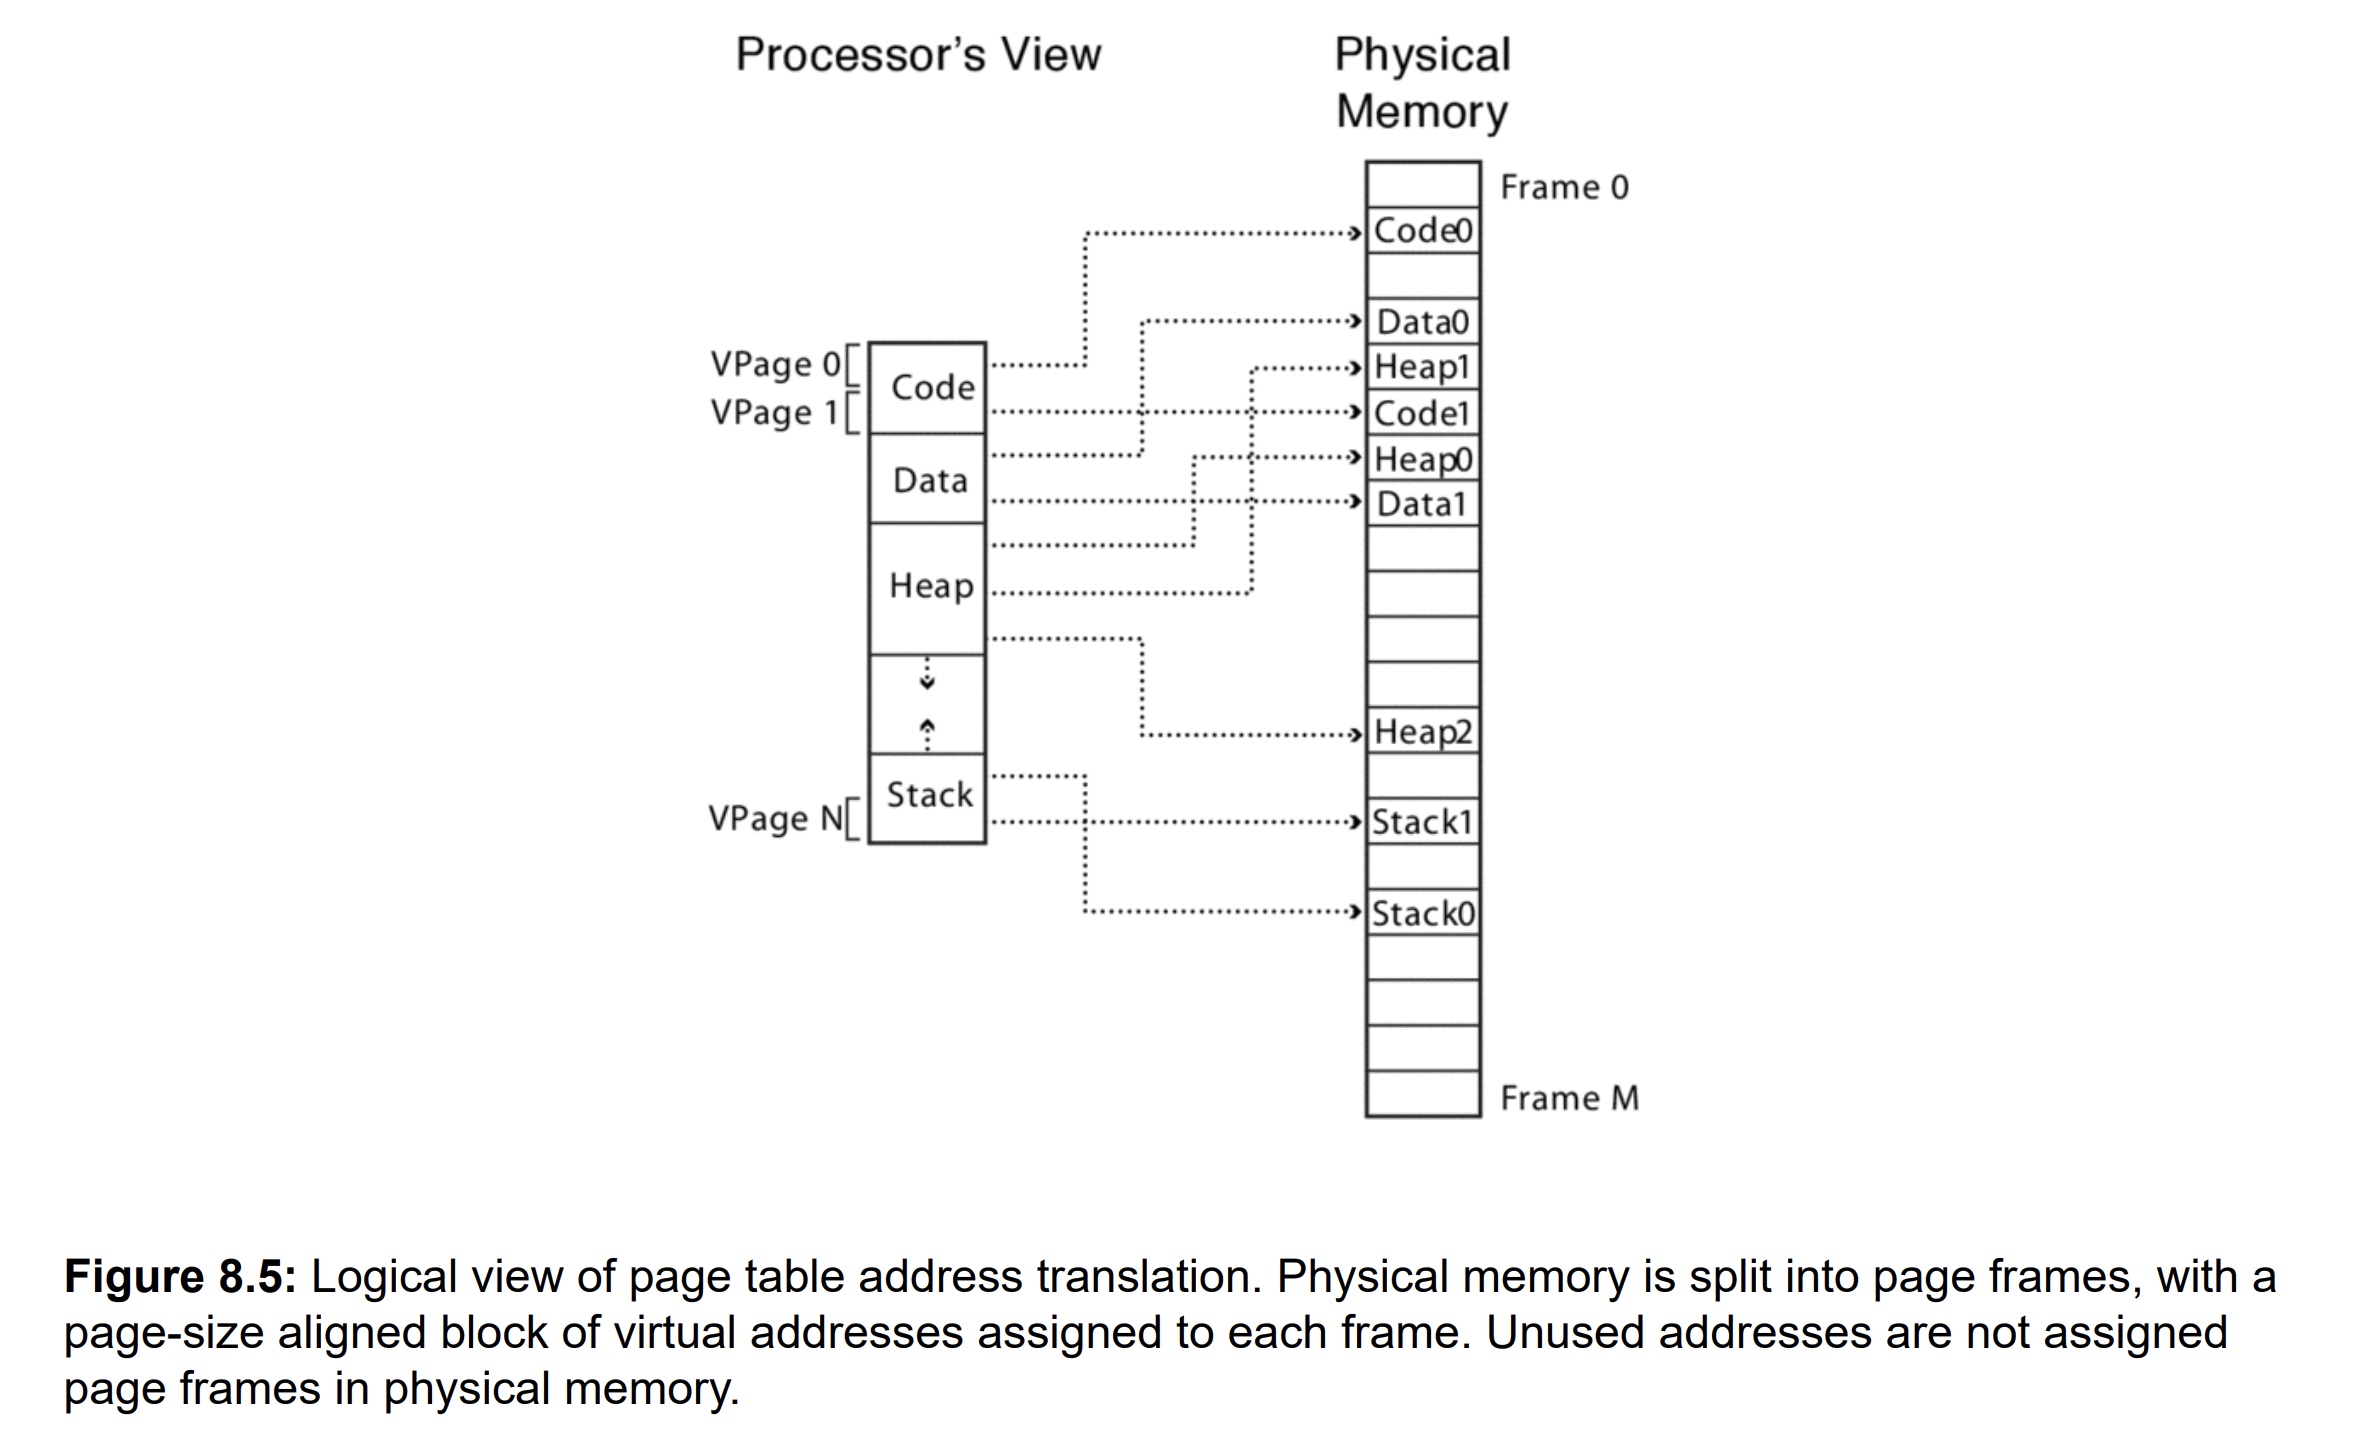 Processor's View
Physical
Memory
Frame 0
Code0
Data0
VPage 0
Code
Heap1
VPage 1
Code1
Heap0
Data
Data1
Heap
Heap2
Stack
VPage N
Stack1
Stack0
Frame M
Figure 8.5: Logical view of page table address translation. Physical memory is split into page frames, with a
page-size aligned block of virtual addresses assigned to each frame. Unused addresses are not assigned
page frames in physical memory.